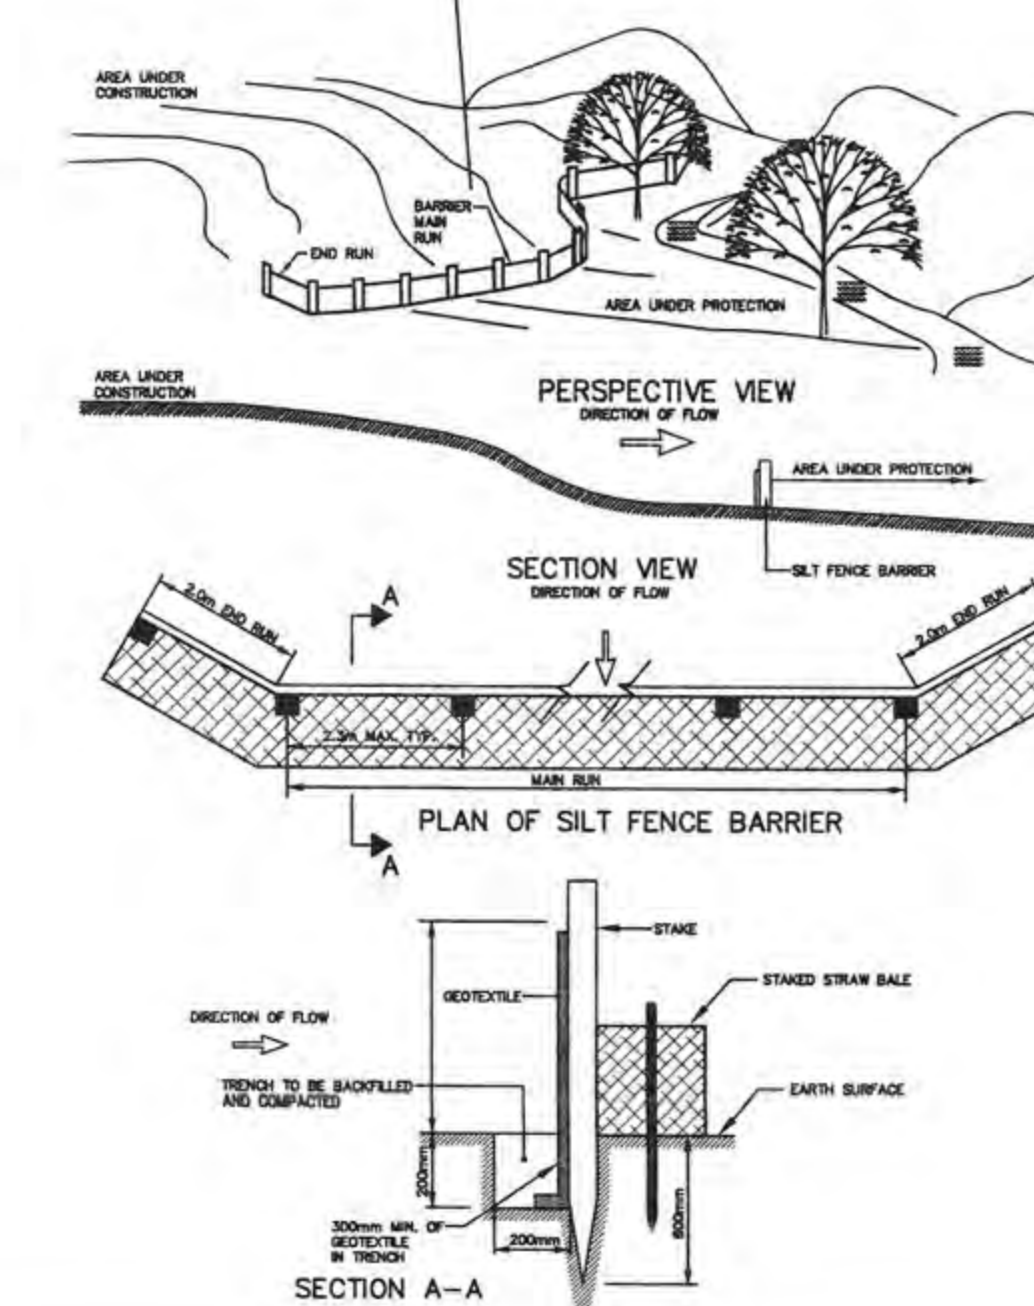 AREA UNDER
CONSTRUCTION
BARRIER
MAIN
RUN
END RUN
AREA UNDER PROTECTION
PERSPECTIVE VIEW
DIRECTION OF FLOW
AREA UNDER
CONSTRUCTION
AREA UNDER PROTECTION
SILT FENCE BARRIER
SECTION VIEW
DIRECTION OF FLOW
2.0m END RUN
A
2.0m END RUN
2.3m MAX. TYP.
MAIN RUN
PLAN OF SILT FENCE BARRIER
A
STAKE
STAKED STRAW BALE
GEOTEXTILE
DIRECTION OF FLOW
TRENCH TO BE BACKFILLED
AND COMPACTED
EARTH SURFACE
200mm
600mm
300mm MIN. OF
GEOTEXTILE
IN TRENCH
200mm
SECTION A-A